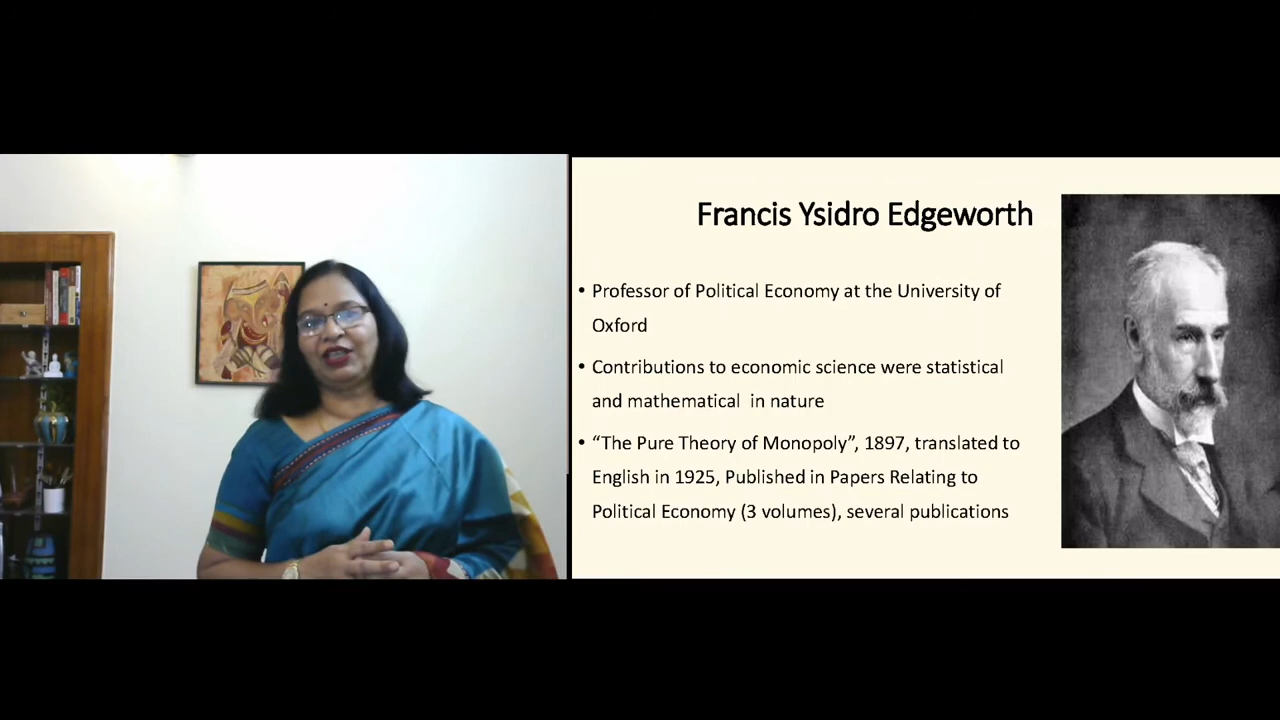 Francis Ysidro Edgeworth
• Professor of Political Economy at the University of
Oxford
• Contributions to economic science were statistical
and mathematical  in nature
• “The Pure Theory of Monopoly”, 1897, translated to
English in 1925, Published in Papers Relating to
Political Economy (3 volumes), several publications